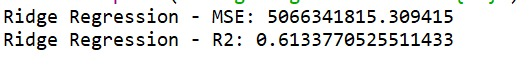 Ridge Regression - MSE: 5066341815.309415
Ridge Regression - R2: 0.6133770525511433